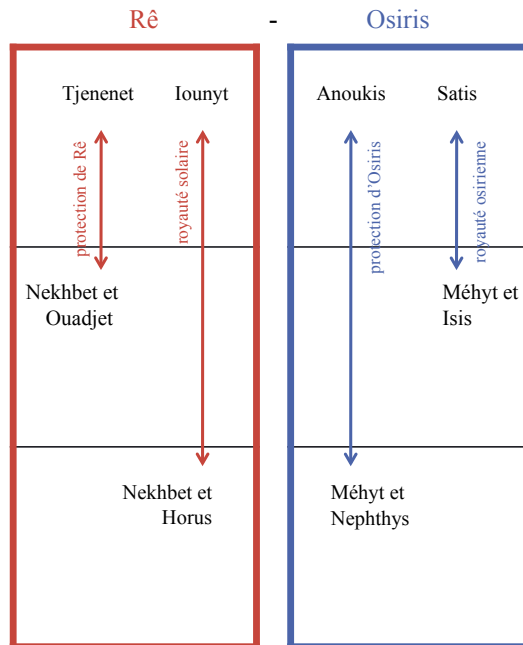 Rê - Osiris
Tjenenet Iounyt Anoukis Satis
protection de Rê
royauté solaire
protection d’Osiris
royauté osirienne
Nekhbet et
Ouadjet
Méhyt et
Isis
Nekhbet et
Horus
Méhyt et
Nephthys